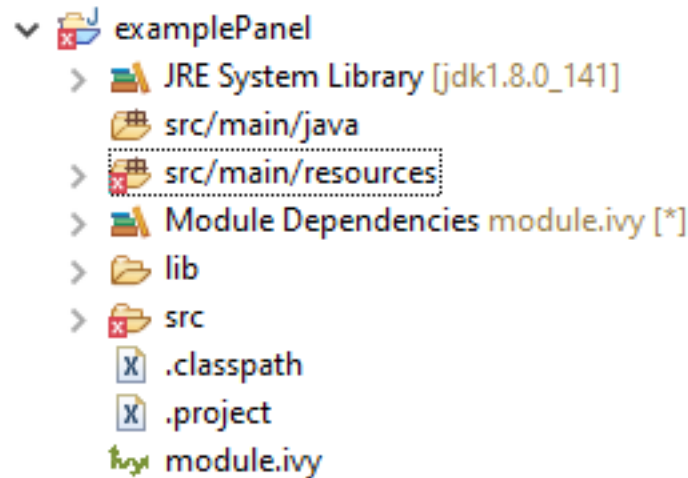 examplePanel
JRE System Library [jdk1.8.0_141]
src/main/java
src/main/resources
Module Dependencies module.ivy [*]
lib
src
.classpath
.project
module.ivy